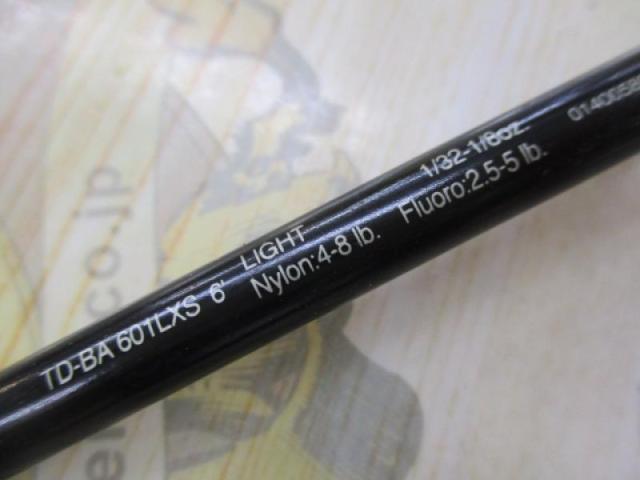 TD-BA 601LXS 6' LIGHT 1/32-1/8oz.
Nylon:4-8 lb. Fluoro:2.5-5 lb.